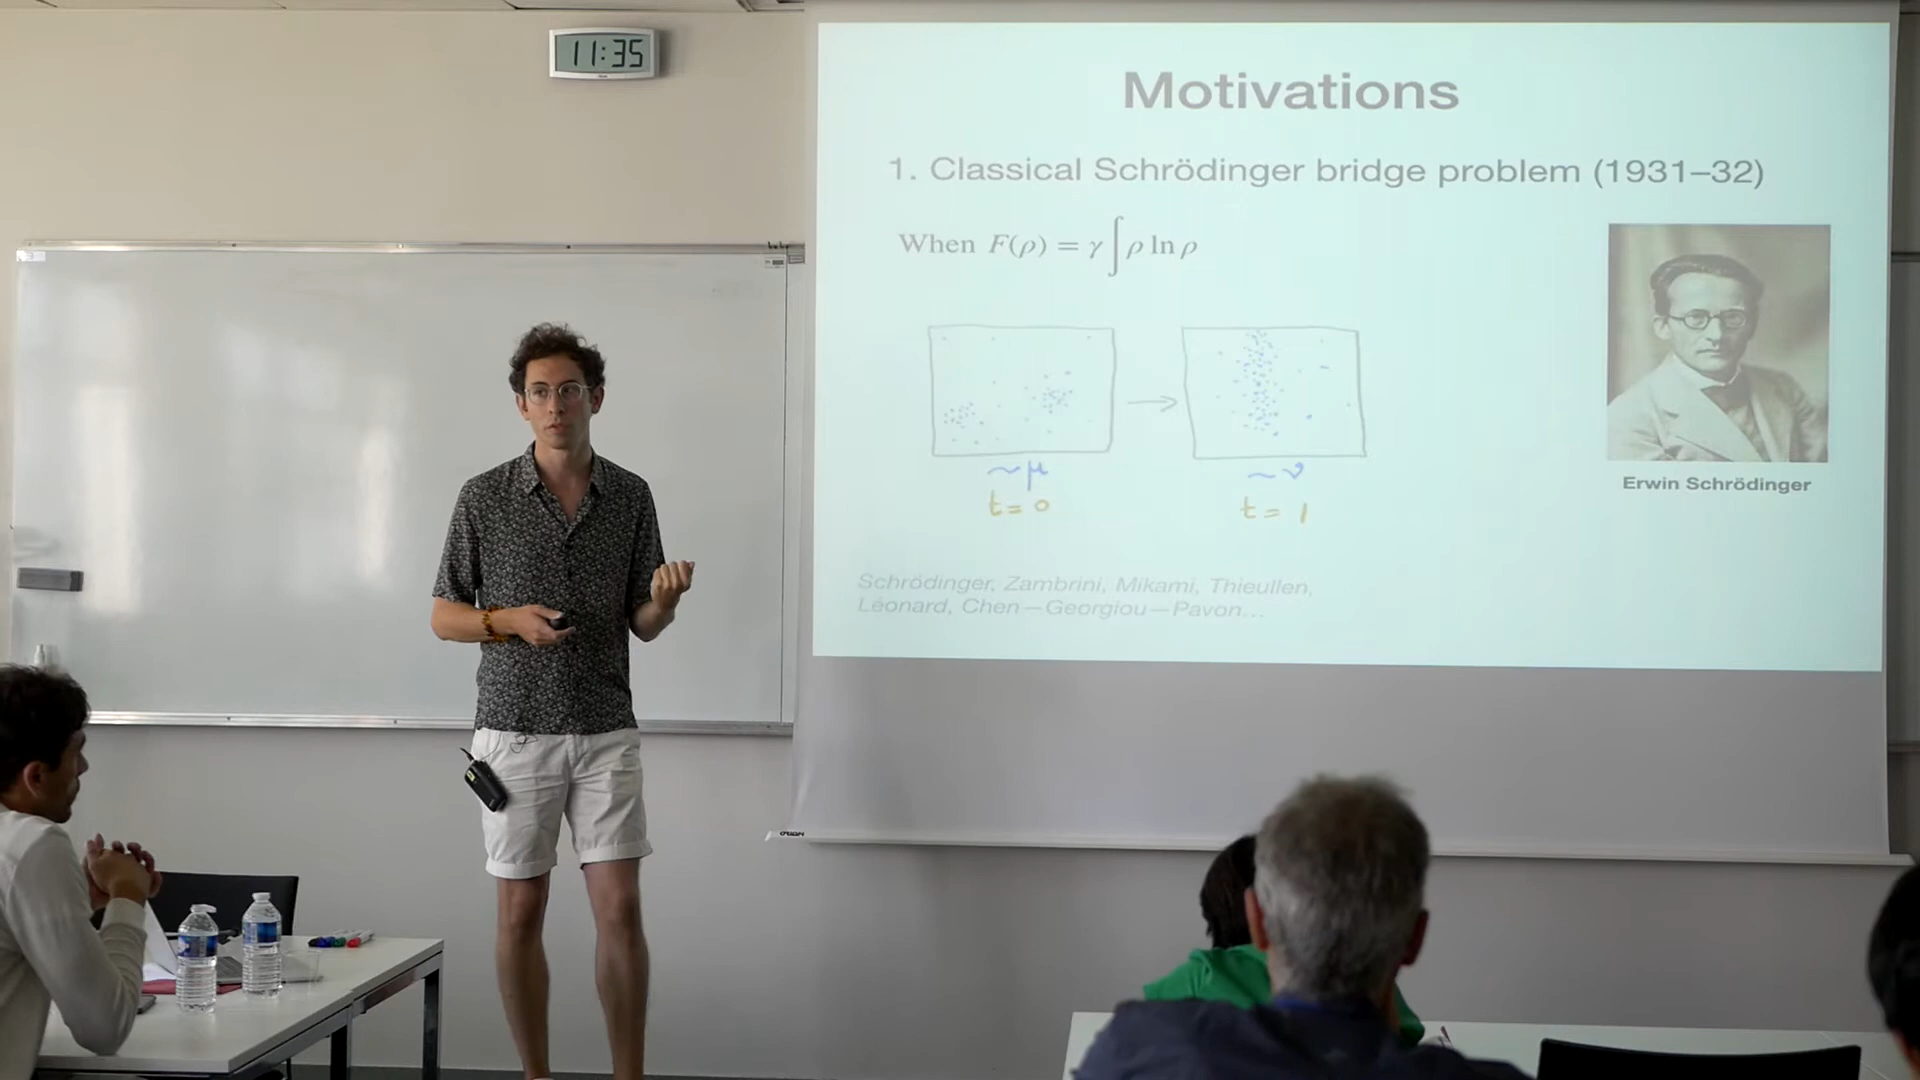 11:35
Motivations
1. Classical Schrödinger bridge problem (1931–32)
When F(ρ) = γ ∫ ρ ln ρ
~μ
t = 0
~ν
t = 1
Erwin Schrödinger
Schrödinger, Zambrini, Mikami, Thieullen,
Léonard, Chen—Georgiou—Pavon...